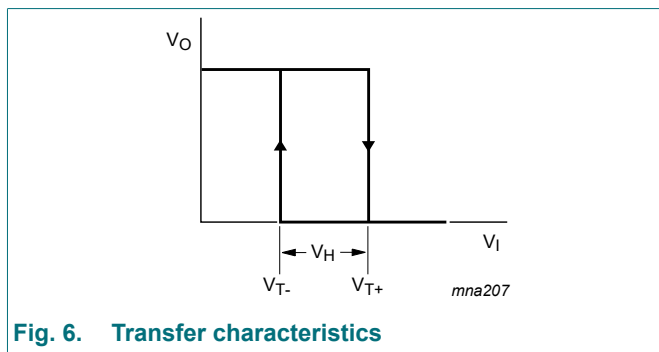 VO
VI
VH
VT-
VT+
mna207
Fig. 6. Transfer characteristics